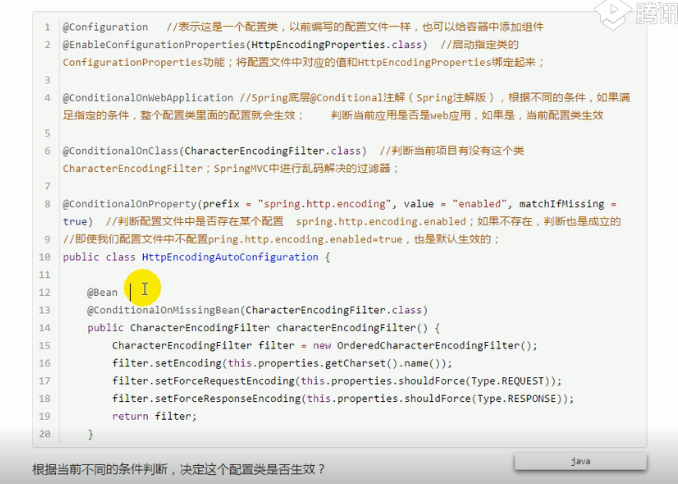 腾讯
1 @Configuration //表示这是一个配置类，以前编写的配置文件一样，也可以给容器中添加组件
2 @EnableConfigurationProperties(HttpEncodingProperties.class) //启动指定类的
ConfigurationProperties功能；将配置文件中对应的值和HttpEncodingProperties绑定起来；
3
4 @ConditionalOnWebApplication //Spring底层@Conditional注解（Spring注解版），根据不同的条件，如果满
足指定的条件，整个配置类里面的配置就会生效； 判断当前应用是否是web应用，如果是，当前配置类生效
5
6 @ConditionalOnClass(CharacterEncodingFilter.class) //判断当前项目有没有这个类
CharacterEncodingFilter；SpringMVC中进行乱码解决的过滤器；
7
8 @ConditionalOnProperty(prefix = "spring.http.encoding", value = "enabled", matchIfMissing =
true) //判断配置文件中是否存在某个配置 spring.http.encoding.enabled；如果不存在，判断也是成立的
9 //即使我们配置文件中不配置pring.http.encoding.enabled=true，也是默认生效的；
10 public class HttpEncodingAutoConfiguration {
11
12 @Bean
13 @ConditionalOnMissingBean(CharacterEncodingFilter.class)
14 public CharacterEncodingFilter characterEncodingFilter() {
15 CharacterEncodingFilter filter = new OrderedCharacterEncodingFilter();
16 filter.setEncoding(this.properties.getCharset().name());
17 filter.setForceRequestEncoding(this.properties.shouldForce(Type.REQUEST));
18 filter.setForceResponseEncoding(this.properties.shouldForce(Type.RESPONSE));
19 return filter;
20 }
java
根据当前不同的条件判断，决定这个配置类是否生效？